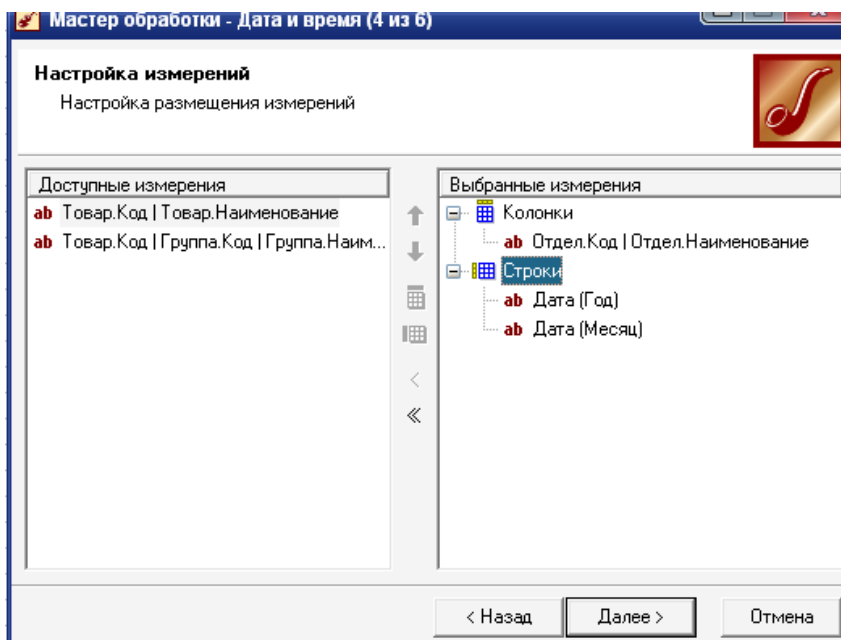 Мастер обработки - Дата и время (4 из 6)
Настройка измерений
Настройка размещения измерений
Доступные измерения
ab Товар.Код | Товар.Наименование
ab Товар.Код | Группа.Код | Группа.Наим...
Выбранные измерения
Колонки
ab Отдел.Код | Отдел.Наименование
Строки
ab Дата (Год)
ab Дата (Месяц)
< Назад
Далее >
Отмена